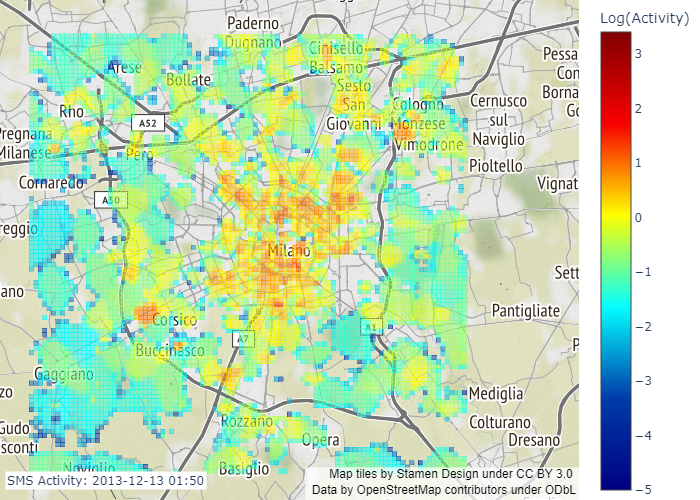 Log(Activity)
Paderno
Dugnano
Cinisello
Balsamo
Arese
Bollate
Sesto
San
Giovanni
Rho
A52
Cologno
Monzese
Vimodrone
Cernusco
sul
Naviglio
Pessa
Con
Borna
Go
Pregnana
Milanese
Pero
Pioltello
Cornaredo
A50
Vignat
reggio
Milano
Sett
ano
Pantigliate
Corsico
A7
A1
Buccinasco
P
Gaggiano
zo
Mediglia
Gudo
sconti
Rozzano
Opera
Colturano
Dresano
Noviglio
Basiglio
SMS Activity: 2013-12-13 01:50
Map tiles by Stamen Design under CC BY 3.0
Data by OpenStreetMap contributors under ODbL
3
2
1
0
−1
−2
−3
−4
−5